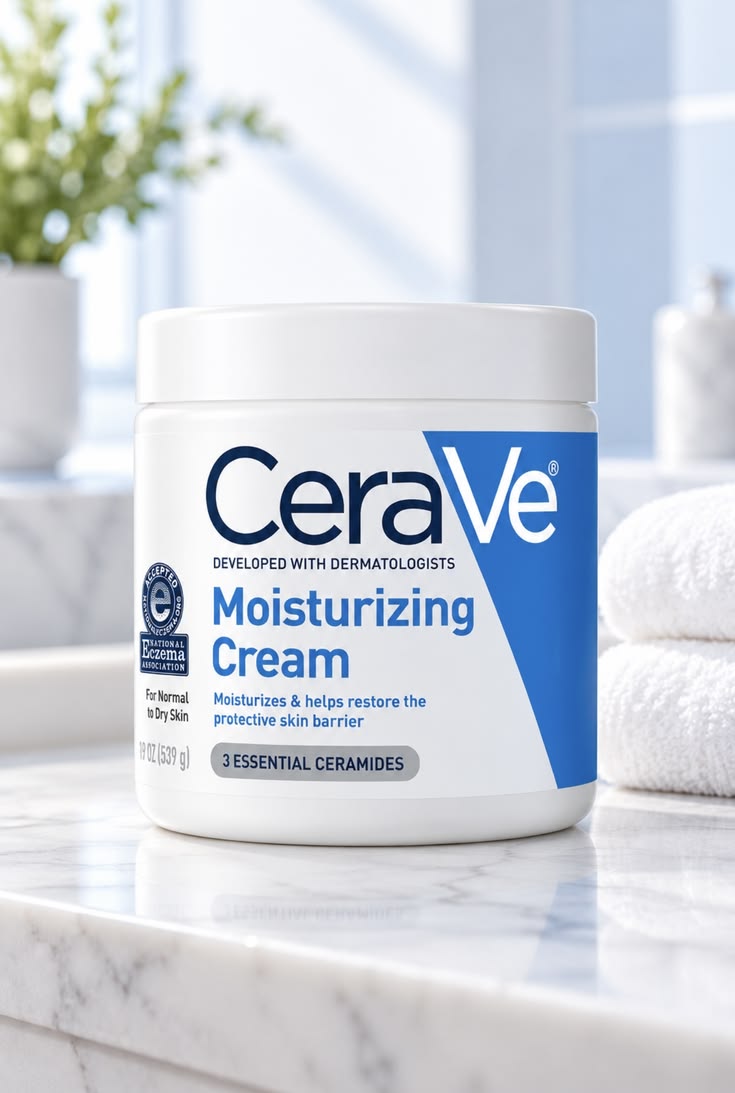 CeraVe®
DEVELOPED WITH DERMATOLOGISTS
Moisturizing
Cream
Moisturizes & helps restore the
protective skin barrier
3 ESSENTIAL CERAMIDES
ACCEPTED
NATIONAL
Eczema
ASSOCIATION
For Normal
to Dry Skin
19 OZ (539 g)